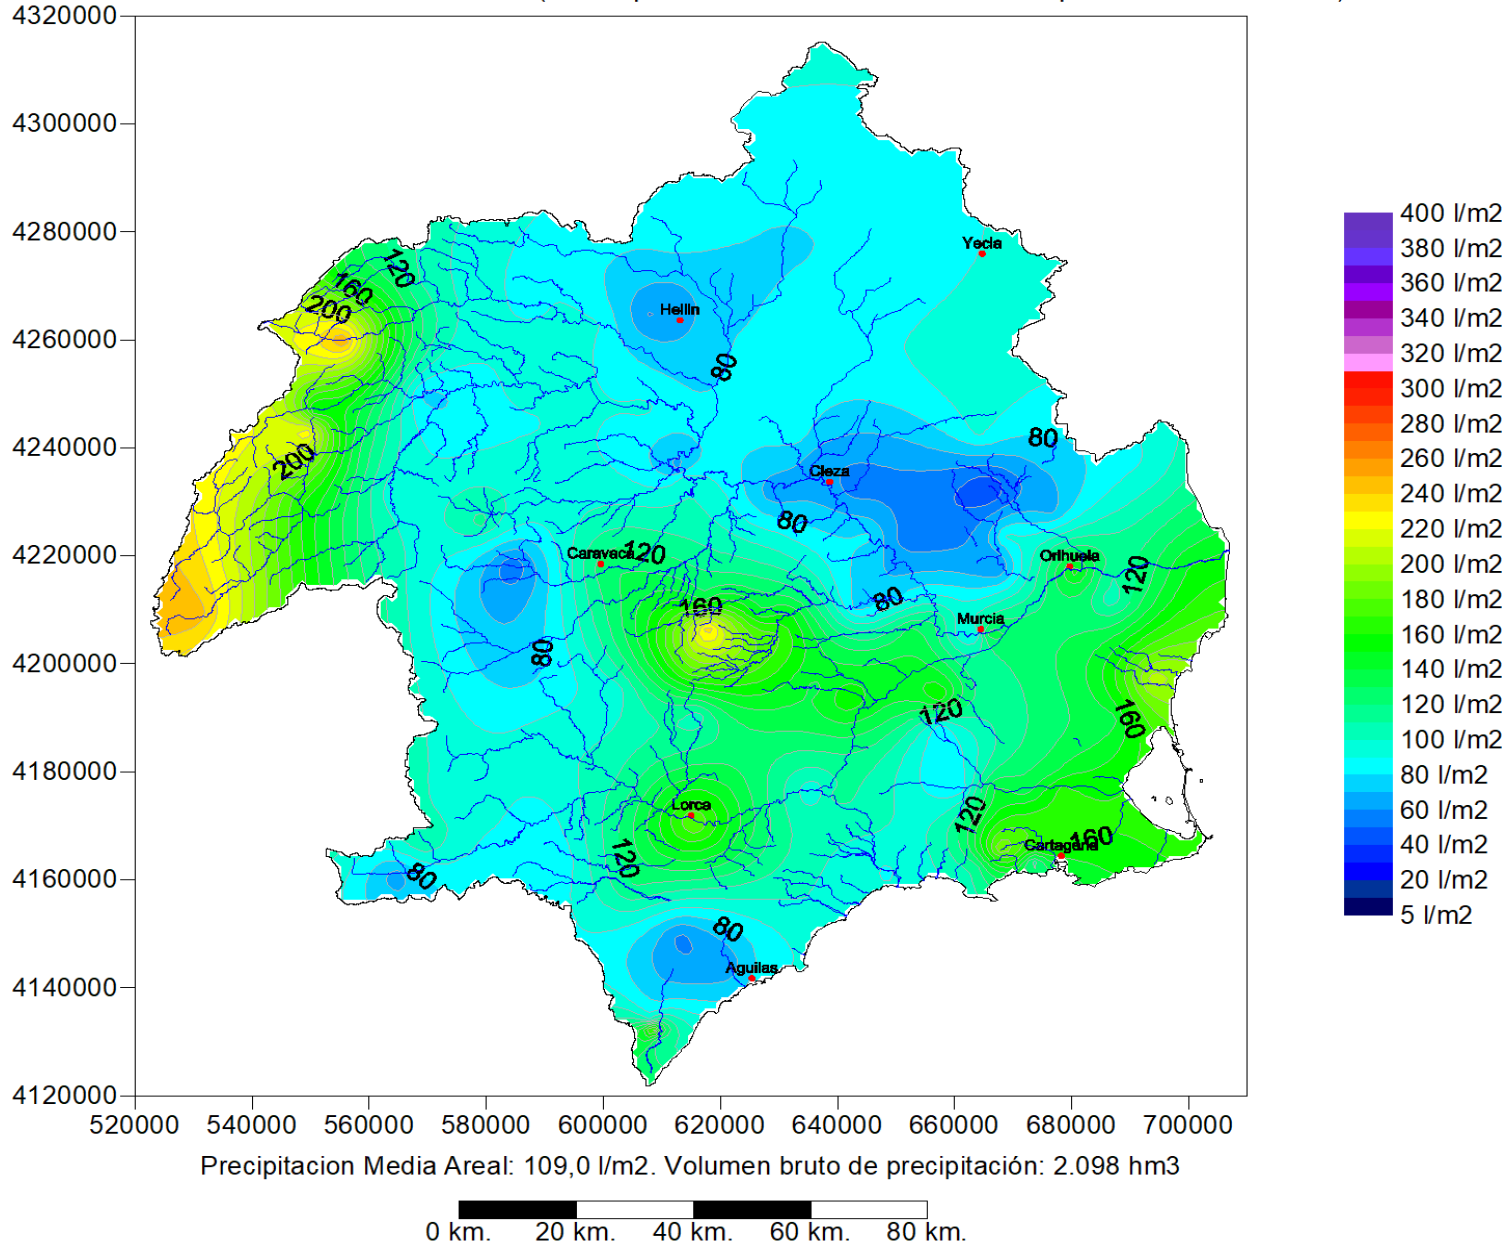 4320000
4300000
4280000
4260000
4240000
4220000
4200000
4180000
4160000
4140000
4120000
520000 540000 560000 580000 600000 620000 640000 660000 680000 700000
Yecla
120
160
200
Hellin
80
80
200
Cieza
80
Caravaca
120
Orihuela
120
160
80
Murcia
80
120
160
Lorca
120
Cartagena
160
120
80
80
Aguilas
400 l/m2
380 l/m2
360 l/m2
340 l/m2
320 l/m2
300 l/m2
280 l/m2
260 l/m2
240 l/m2
220 l/m2
200 l/m2
180 l/m2
160 l/m2
140 l/m2
120 l/m2
100 l/m2
80 l/m2
60 l/m2
40 l/m2
20 l/m2
5 l/m2
Precipitacion Media Areal: 109,0 l/m2. Volumen bruto de precipitación: 2.098 hm3
0 km. 20 km. 40 km. 60 km. 80 km.